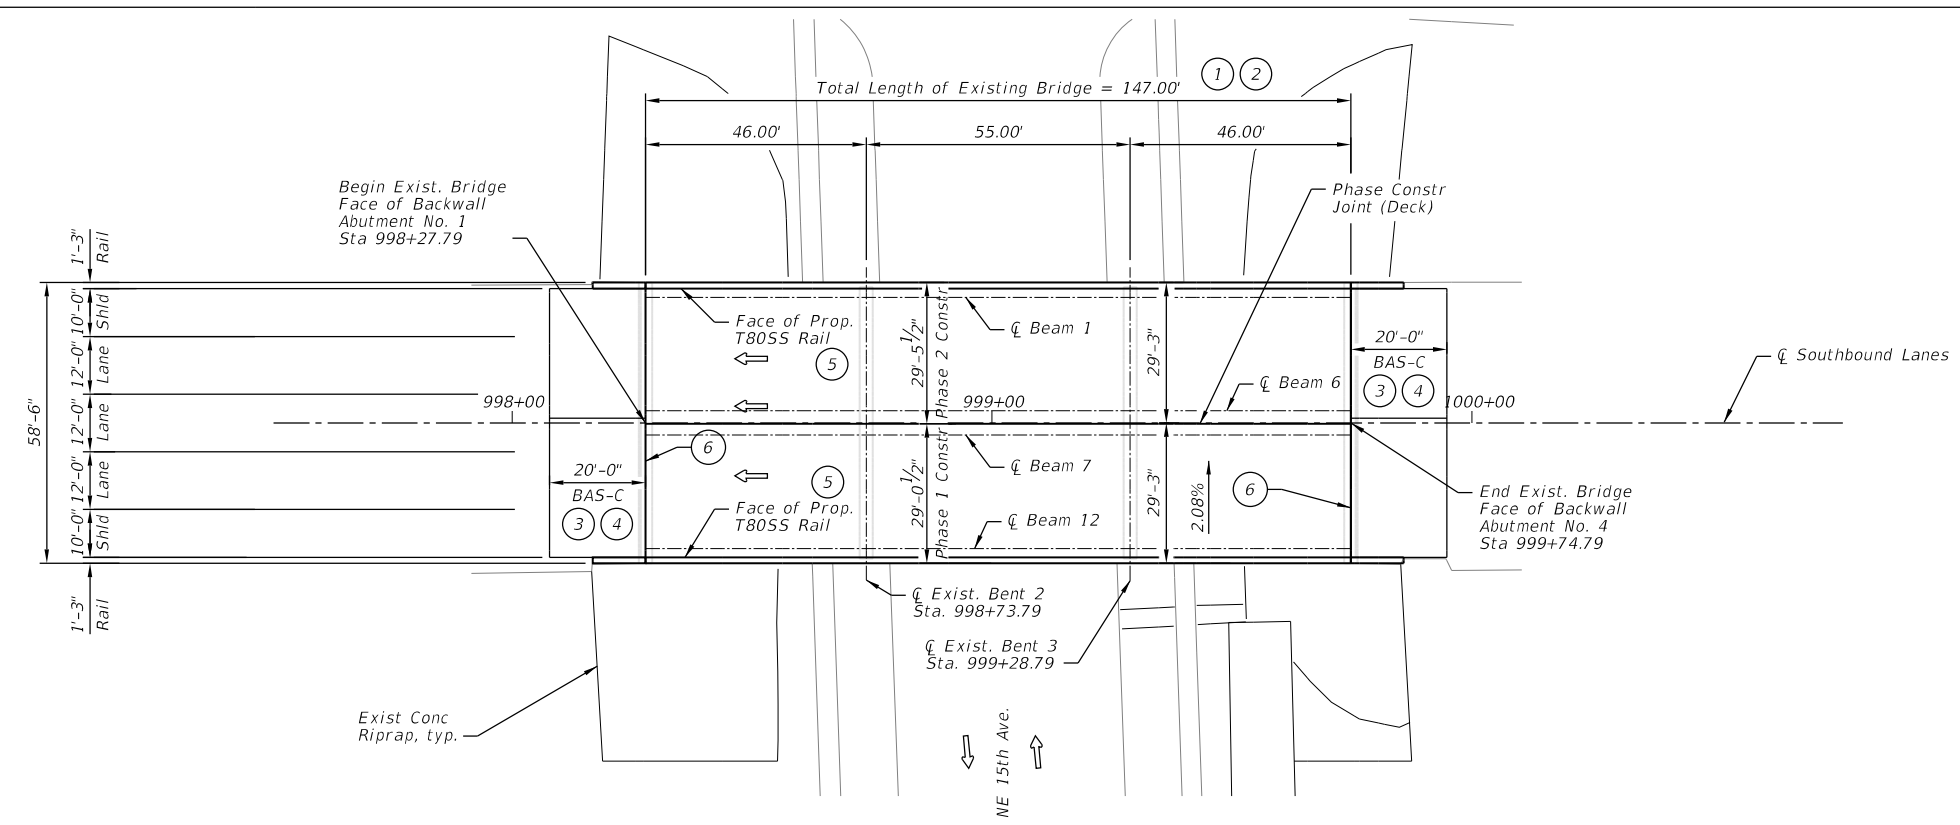 Total Length of Existing Bridge = 147.00'
1
2
46.00'
55.00'
46.00'
Begin Exist. Bridge
Face of Backwall
Abutment No. 1
Sta 998+27.79
Phase Constr
Joint (Deck)
1'-3"
Rail
10'-0"
Shld
12'-0"
Lane
12'-0"
Lane
12'-0"
Lane
10'-0"
Shld
1'-3"
Rail
58'-6"
Face of Prop.
T80SS Rail
5
29'-5 1/2"
Phase 2 Constr
℄ Beam 1
29'-3"
℄ Beam 6
20'-0"
BAS-C
3
4
℄ Southbound Lanes
998+00
999+00
1000+00
6
20'-0"
BAS-C
3
4
5
Face of Prop.
T80SS Rail
29'-0 1/2"
Phase 1 Constr
℄ Beam 7
℄ Beam 12
29'-3"
2.08%
6
End Exist. Bridge
Face of Backwall
Abutment No. 4
Sta 999+74.79
℄ Exist. Bent 2
Sta. 998+73.79
℄ Exist. Bent 3
Sta. 999+28.79
Exist Conc
Riprap, typ.
NE 15th Ave.